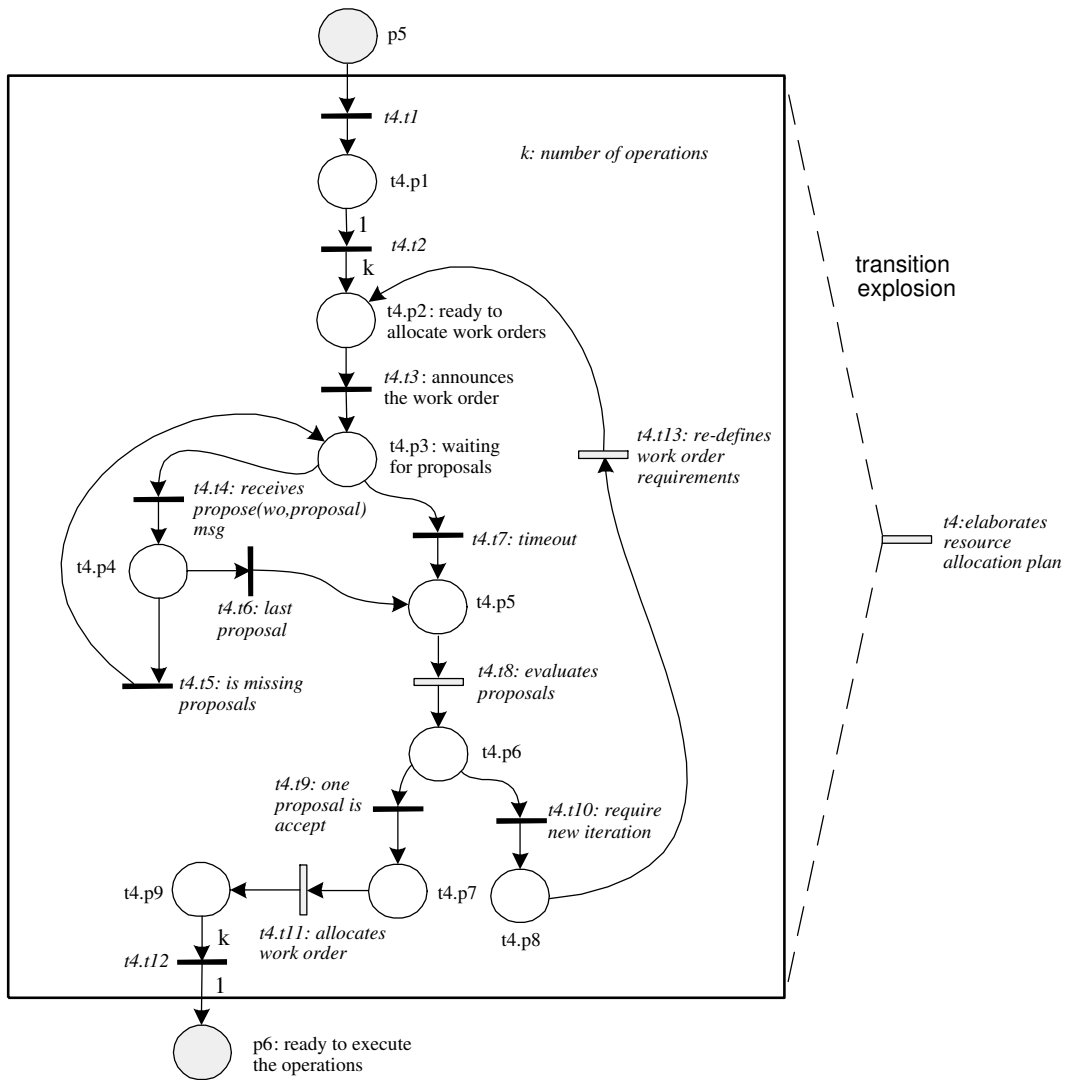 p5
t4.t1
k: number of operations
t4.p1
1
t4.t2
k
transition
explosion
t4.p2: ready to
allocate work orders
t4.t3: announces
the work order
t4.p3: waiting
for proposals
t4.t13: re-defines
work order
requirements
t4.t4: receives
propose(wo,proposal)
msg
t4.t7: timeout
t4:elaborates
resource
allocation plan
t4.p4
t4.t6: last
proposal
t4.p5
t4.t5: is missing
proposals
t4.t8: evaluates
proposals
t4.p6
t4.t9: one
proposal is
accept
t4.t10: require
new iteration
t4.p9
t4.p7
t4.p8
t4.t11: allocates
work order
k
t4.t12
1
p6: ready to execute
the operations